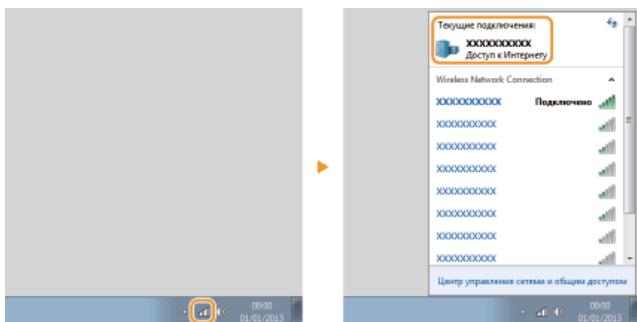 00:00
01/01/2013
Текущие подключения:
XXXXXXXXXX
Доступ к Интернету
Wireless Network Connection
XXXXXXXXXX Подключено
XXXXXXXXXX
XXXXXXXXXX
XXXXXXXXXX
XXXXXXXXXX
XXXXXXXXXX
XXXXXXXXXX
XXXXXXXXXX
Центр управления сетями и общим доступом
00:00
01/01/2013